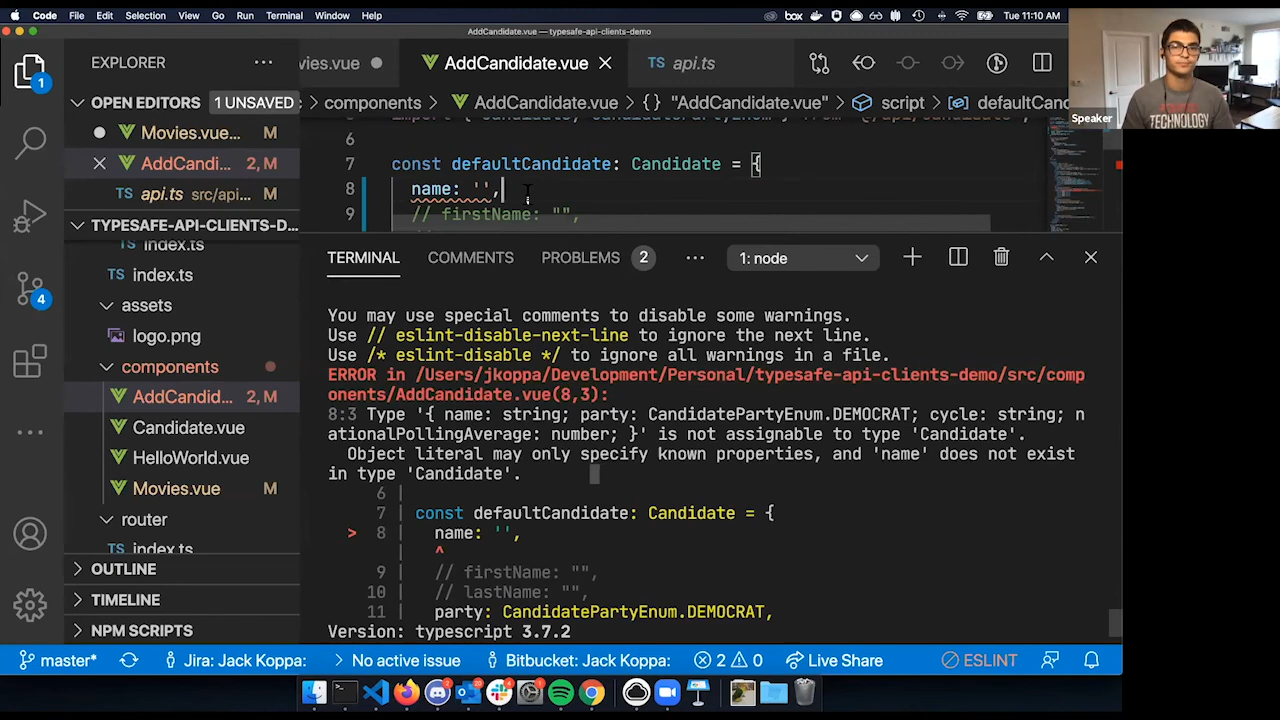 Code File Edit Selection View Go Run Terminal Window Help box Tue 11:10 AM
AddCandidate.vue — typesafe-api-clients-demo
EXPLORER ... vies.vue AddCandidate.vue api.ts
OPEN EDITORS 1 UNSAVED
> components > AddCandidate.vue > {} "AddCandidate.vue" > script > defaultCand
Movies.vue... M
AddCandi... 2, M
api.ts src/api... M
TYPESAFE-API-CLIENTS-D...
index.ts
index.ts
assets
logo.png
components
AddCandid... 2, M
Candidate.vue
HelloWorld.vue
Movies.vue M
router
index.ts
OUTLINE
TIMELINE
NPM SCRIPTS
1
4
6
7 const defaultCandidate: Candidate = {
8 name: '',
9 // firstName: "",
TERMINAL COMMENTS PROBLEMS 2 ... 1: node
You may use special comments to disable some warnings.
Use // eslint-disable-next-line to ignore the next line.
Use /* eslint-disable */ to ignore all warnings in a file.
ERROR in /Users/jkoppa/Development/Personal/typesafe-api-clients-demo/src/comp
onents/AddCandidate.vue(8,3):
8:3 Type '{ name: string; party: CandidatePartyEnum.DEMOCRAT; cycle: string; n
ationalPollingAverage: number; }' is not assignable to type 'Candidate'.
Object literal may only specify known properties, and 'name' does not exist
in type 'Candidate'.
6 |
7 | const defaultCandidate: Candidate = {
> 8 | name: '',
| ^
9 | // firstName: "",
10 | // lastName: "",
11 | party: CandidatePartyEnum.DEMOCRAT,
Version: typescript 3.7.2
master* Jira: Jack Koppa: No active issue Bitbucket: Jack Koppa: 2 0 Live Share ESLINT
Speaker
TECHNOLOGY